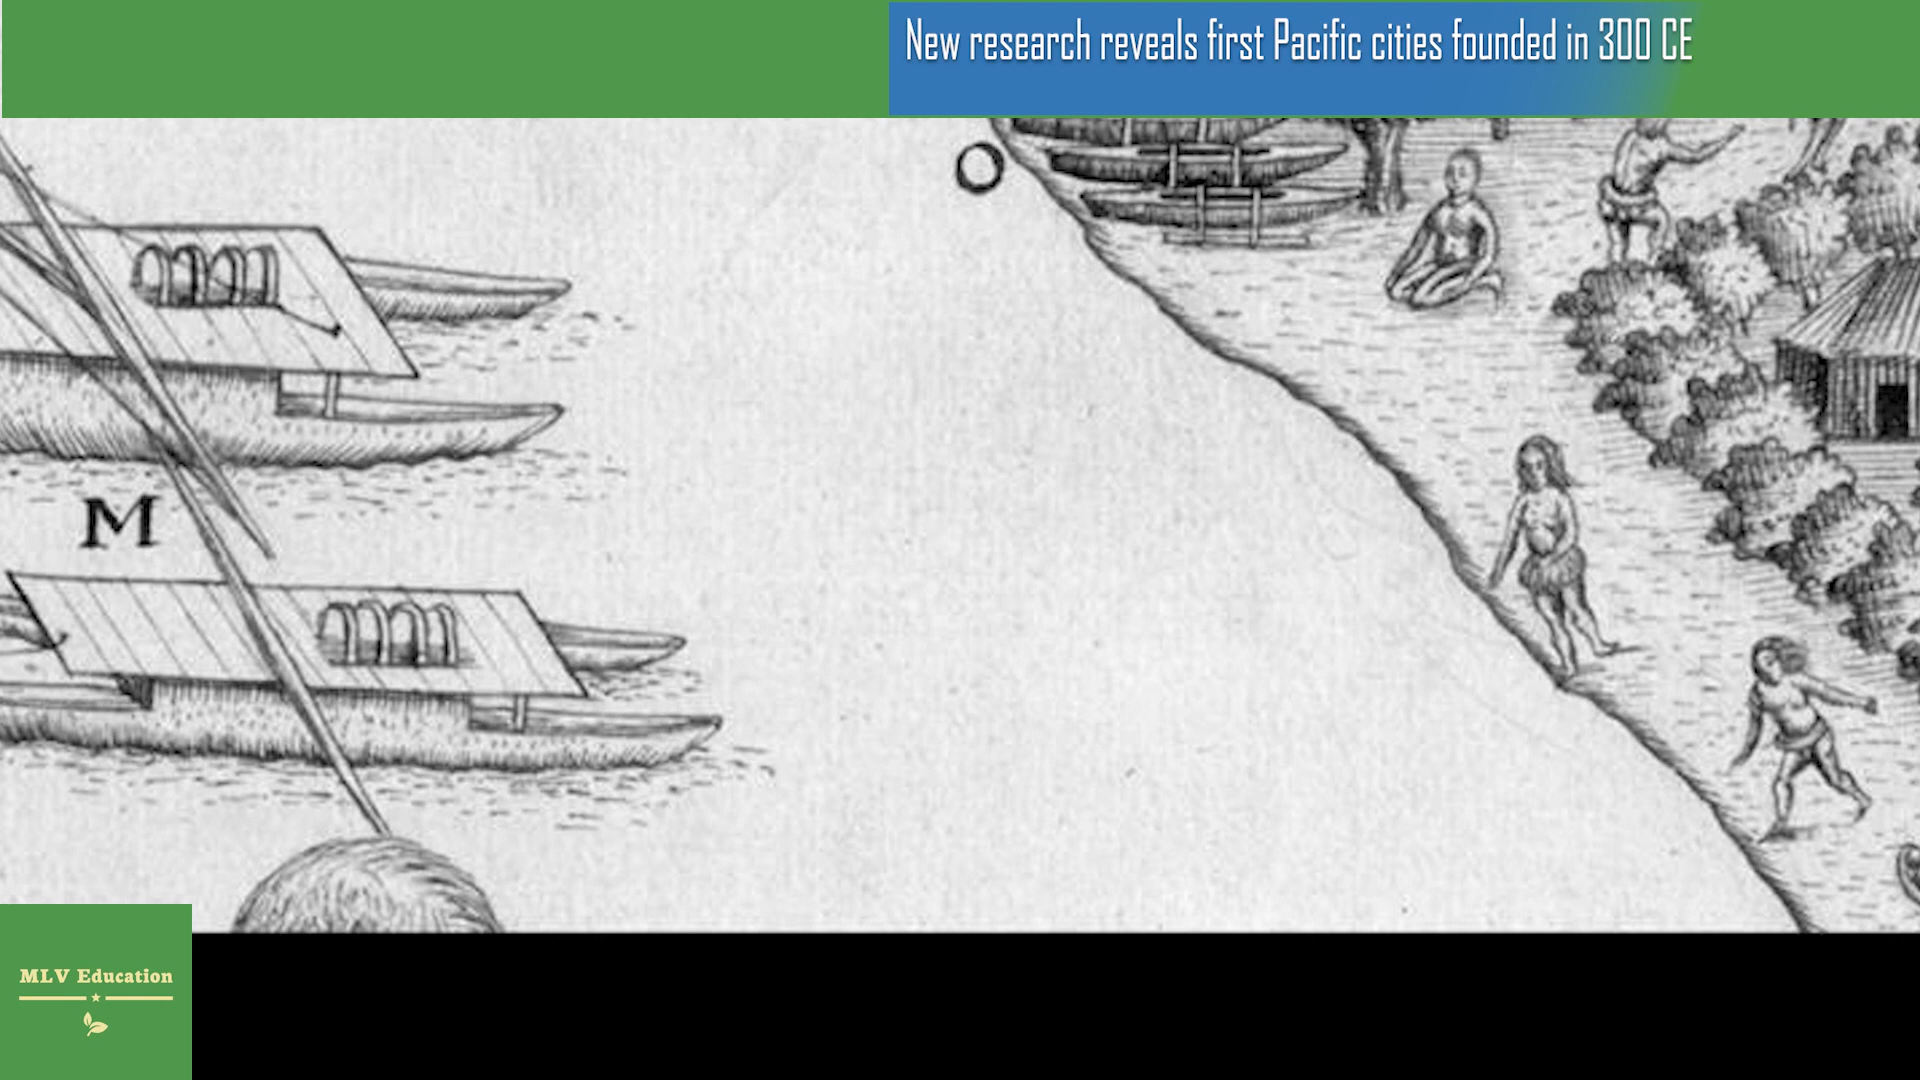 New research reveals first Pacific cities founded in 300 CE
O
M
MLV Education